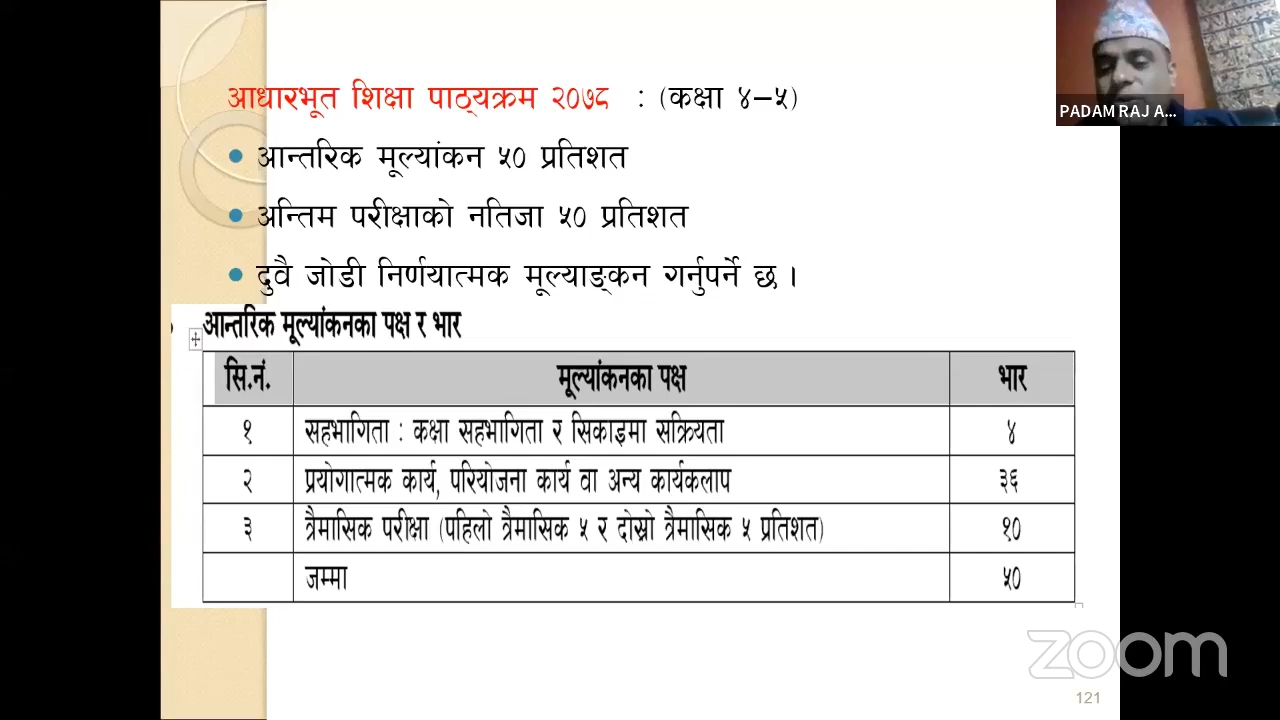 आधारभूत शिक्षा पाठ्यक्रम २०७८ : (कक्षा ४–५)
आन्तरिक मूल्यांकन ५० प्रतिशत
अन्तिम परीक्षाको नतिजा ५० प्रतिशत
दुवै जोडी निर्णयात्मक मूल्याङ्कन गर्नुपर्ने छ ।
आन्तरिक मूल्यांकनका पक्ष र भार
सि.नं. मूल्यांकनका पक्ष भार
१ सहभागिता : कक्षा सहभागिता र सिकाइमा सक्रियता ४
२ प्रयोगात्मक कार्य, परियोजना कार्य वा अन्य कार्यकलाप ३६
३ त्रैमासिक परीक्षा (पहिलो त्रैमासिक ५ र दोस्रो त्रैमासिक ५ प्रतिशत) १०
जम्मा ५०
PADAM RAJ A...
zoom
121